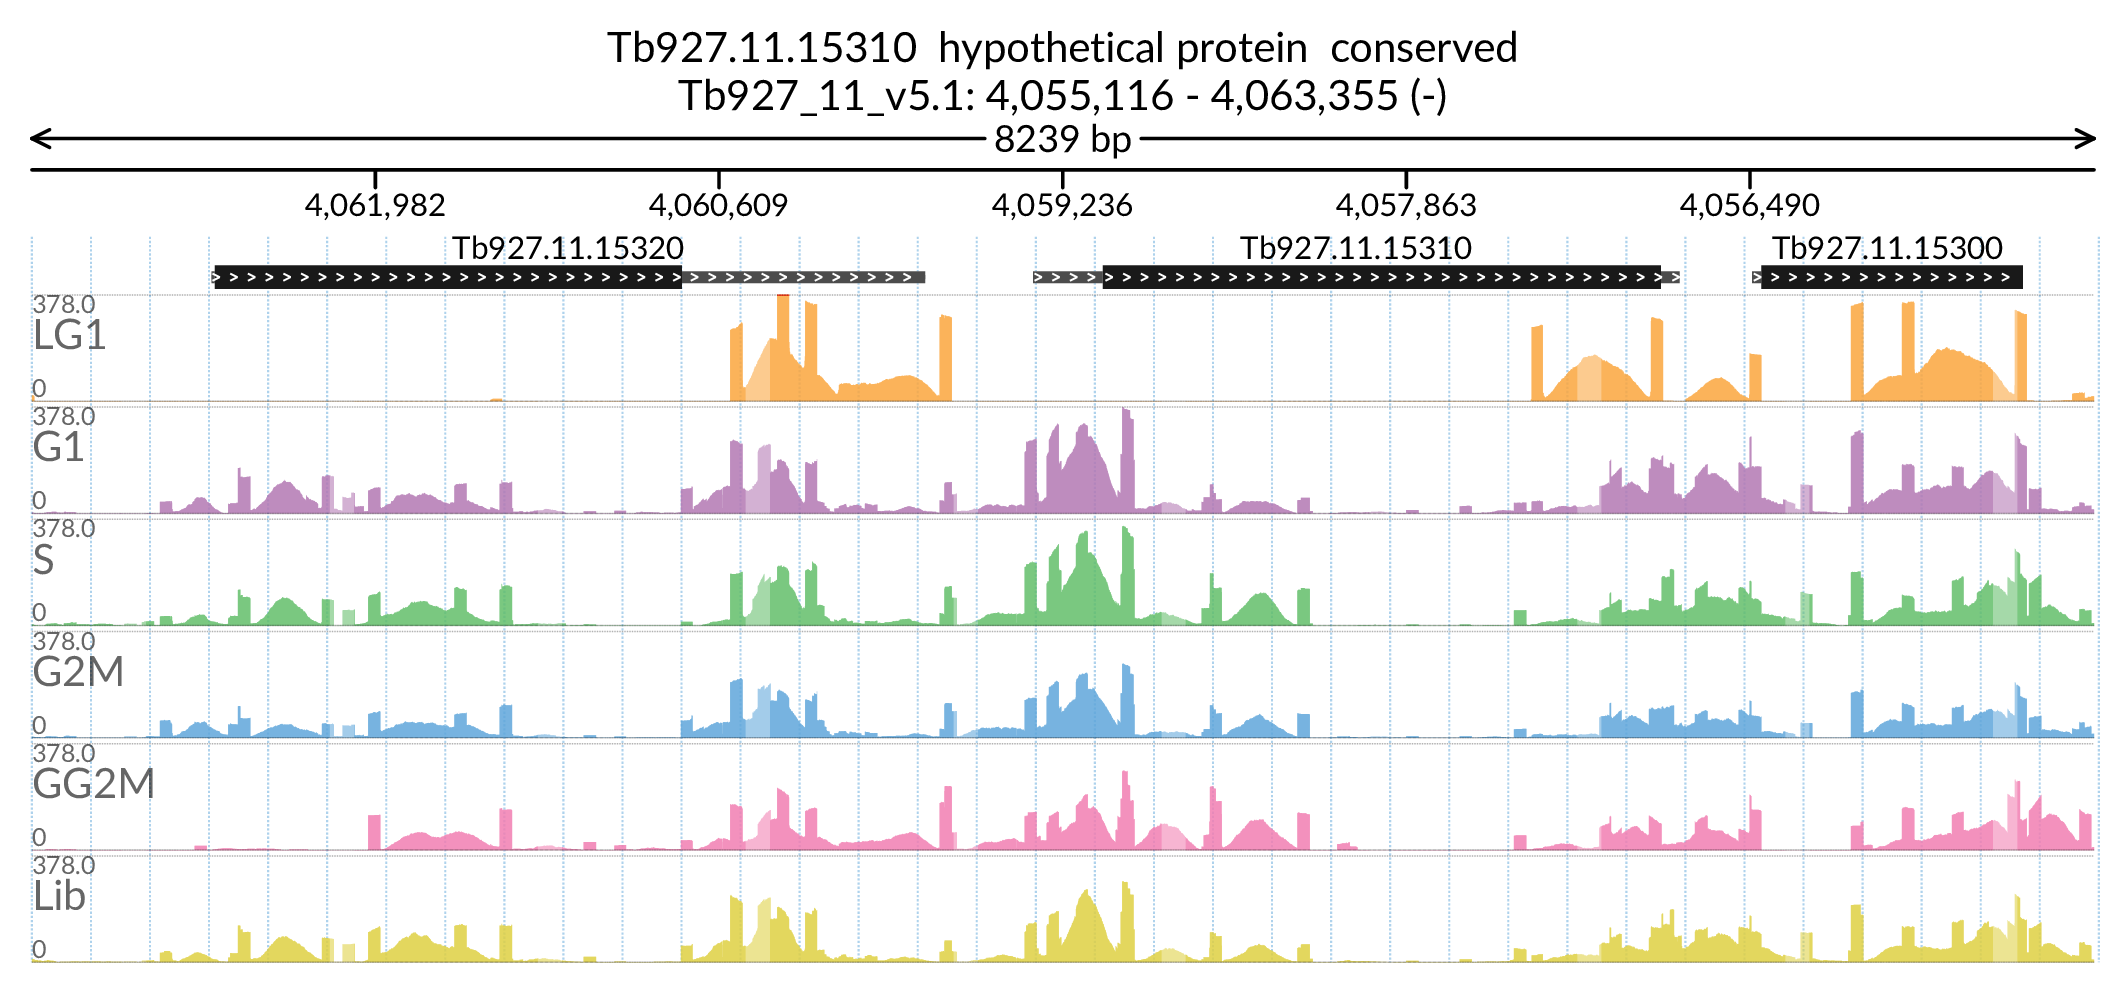 Tb927.11.15310 hypothetical protein conserved
Tb927_11_v5.1: 4,055,116 - 4,063,355 (-)
8239 bp
4,061,982 4,060,609 4,059,236 4,057,863 4,056,490
Tb927.11.15320 Tb927.11.15310 Tb927.11.15300
378.0
LG1
0
378.0
G1
0
378.0
S
0
378.0
G2M
0
378.0
GG2M
0
378.0
Lib
0